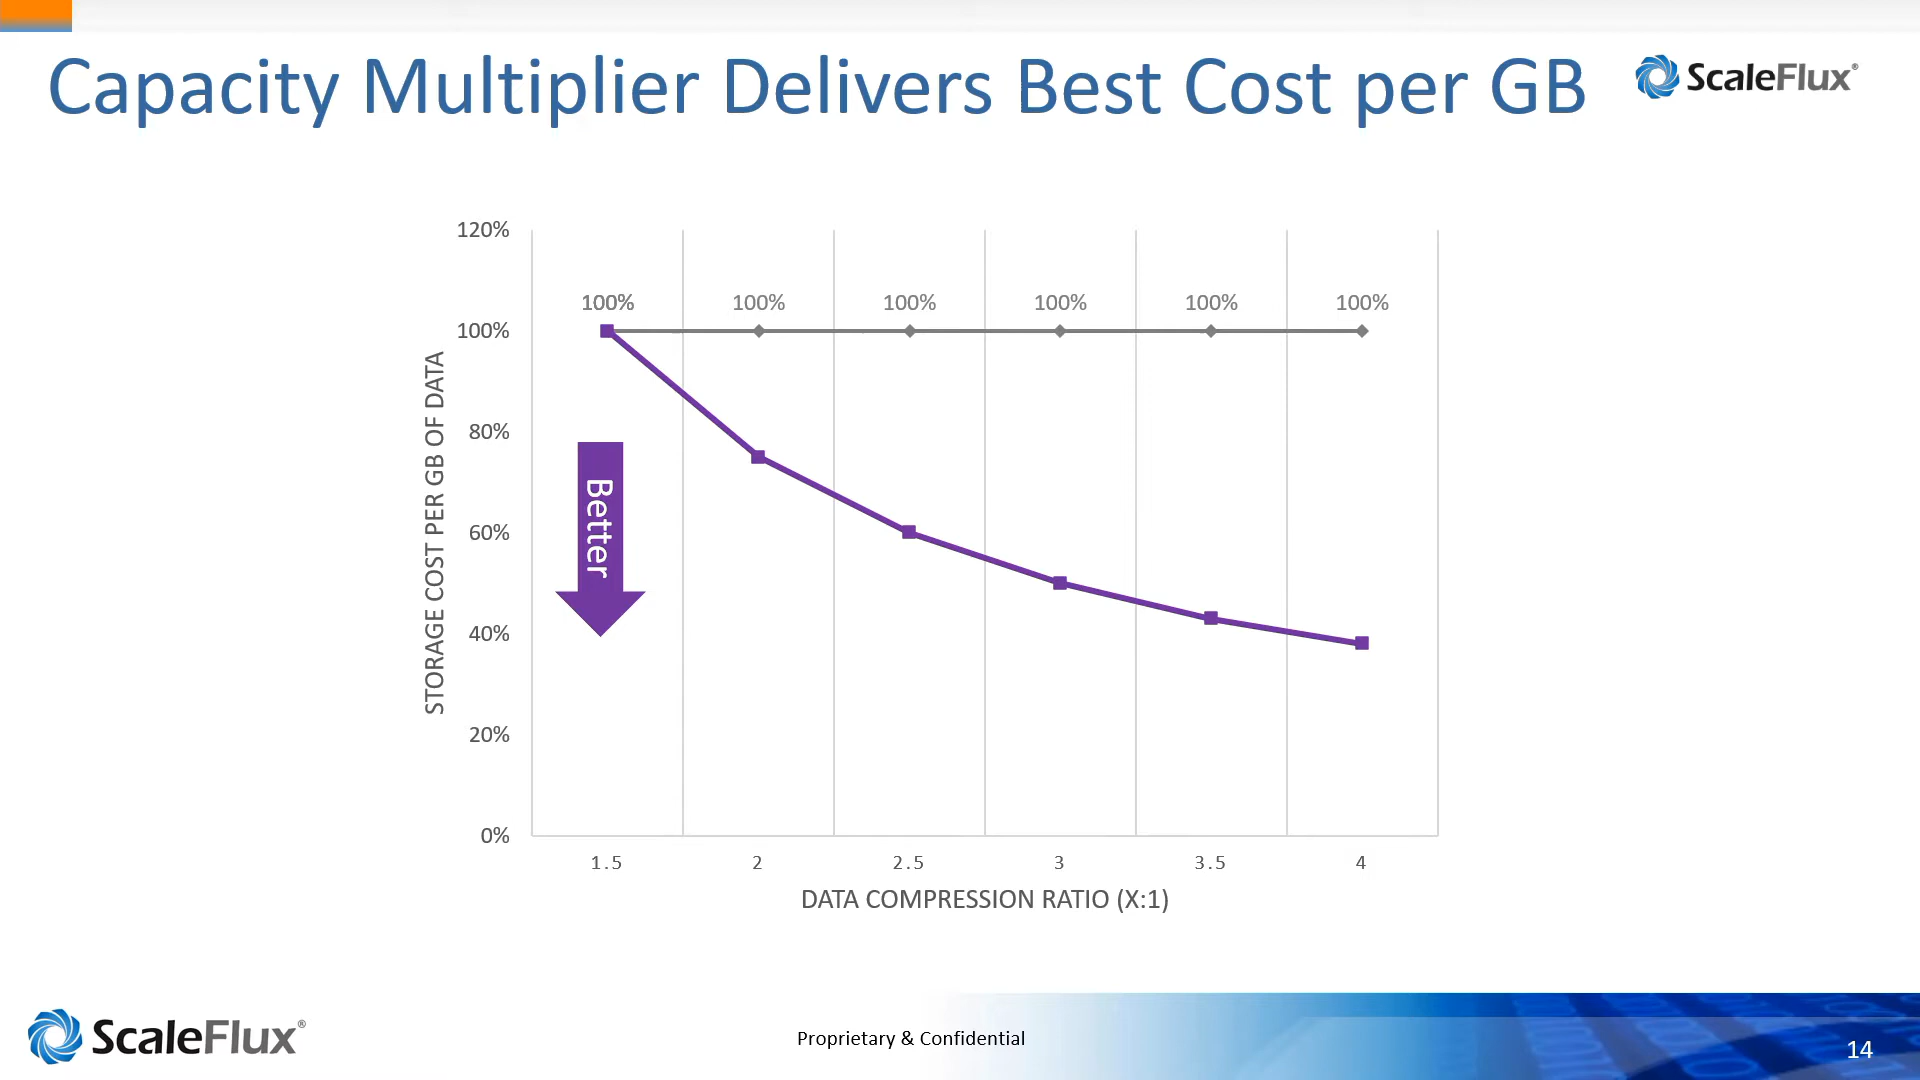 Capacity Multiplier Delivers Best Cost per GB
ScaleFlux®
120%
100%
80%
60%
40%
20%
0%
STORAGE COST PER GB OF DATA
100% 100% 100% 100% 100% 100%
Better
1.5 2 2.5 3 3.5 4
DATA COMPRESSION RATIO (X:1)
ScaleFlux®
Proprietary & Confidential
14